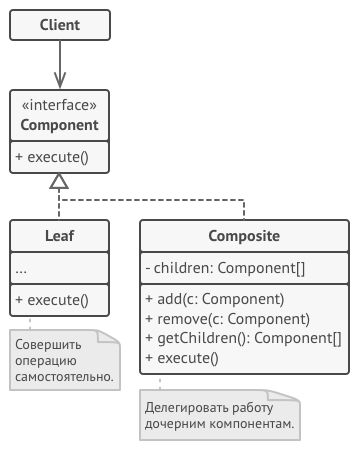 Client
«interface»
Component
+ execute()
Leaf
...
+ execute()
Совершить
операцию
самостоятельно.
Composite
- children: Component[]
+ add(c: Component)
+ remove(c: Component)
+ getChildren(): Component[]
+ execute()
Делегировать работу
дочерним компонентам.